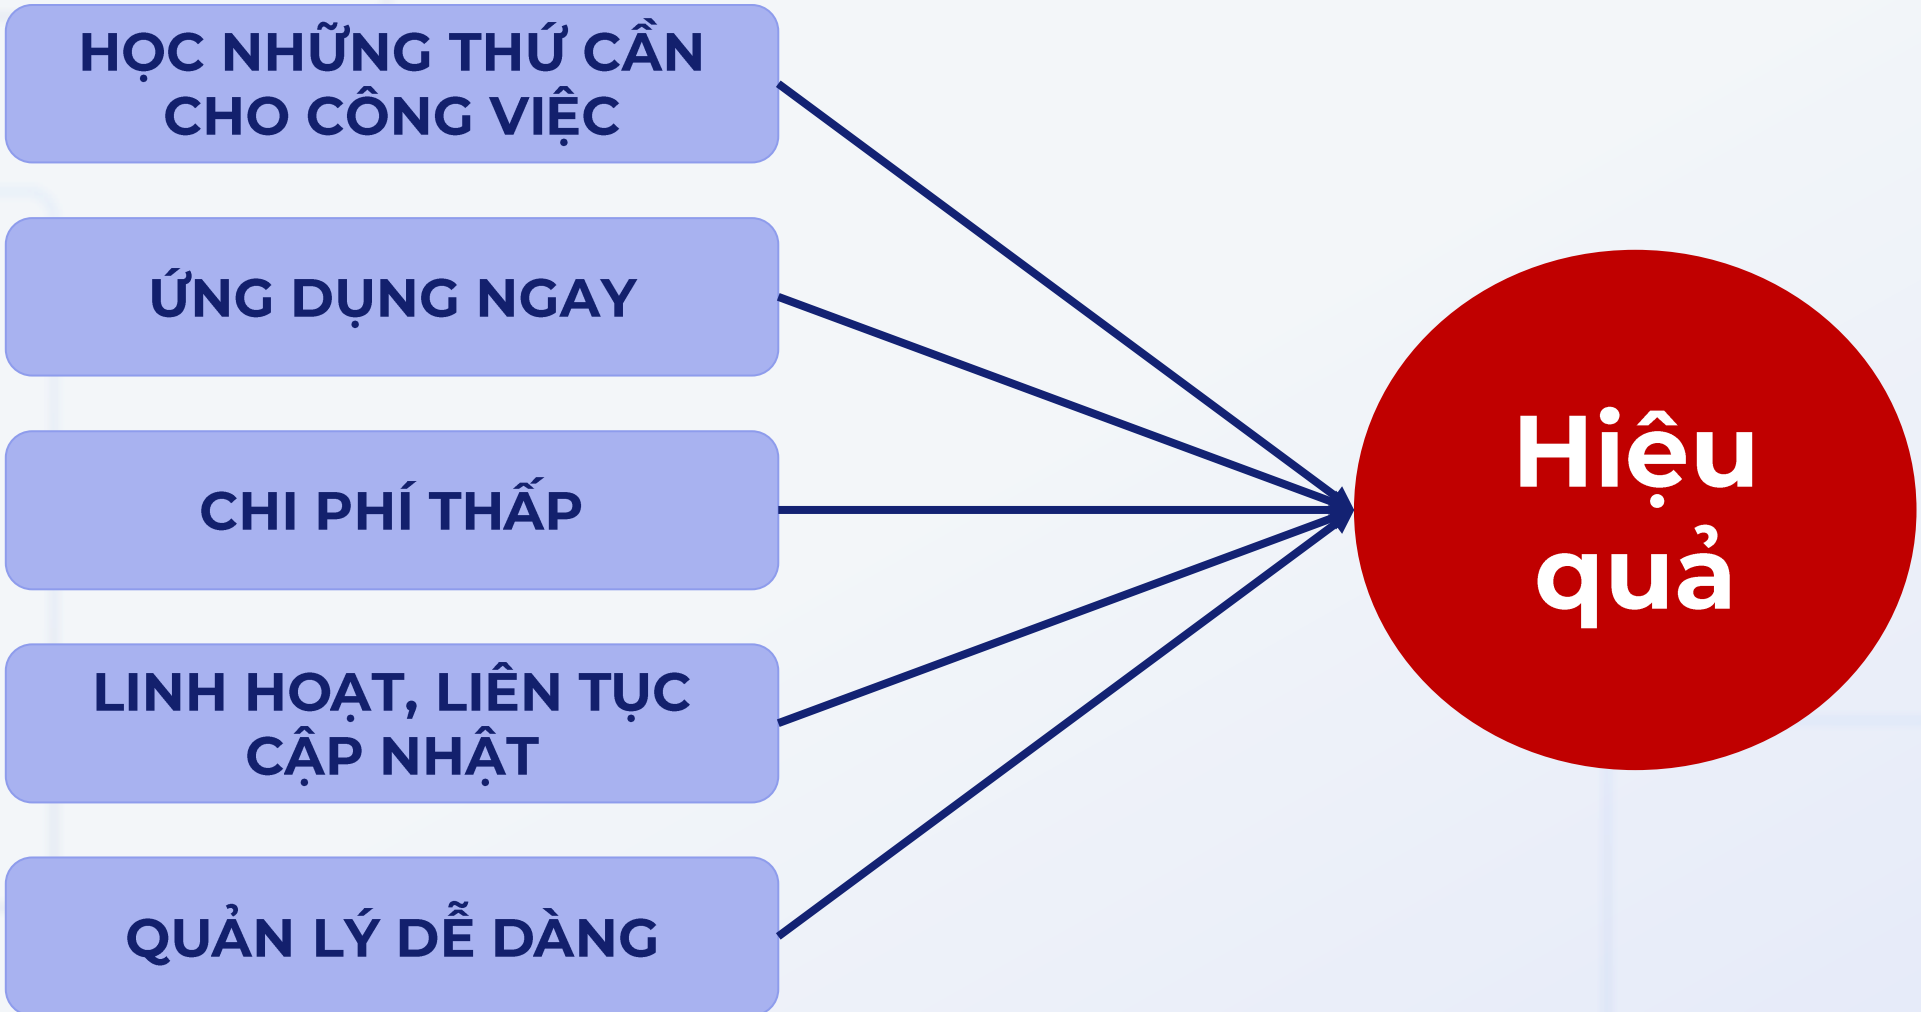 HỌC NHỮNG THỨ CẦN
CHO CÔNG VIỆC
ỨNG DỤNG NGAY
CHI PHÍ THẤP
LINH HOẠT, LIÊN TỤC
CẬP NHẬT
QUẢN LÝ DỄ DÀNG
Hiệu
quả